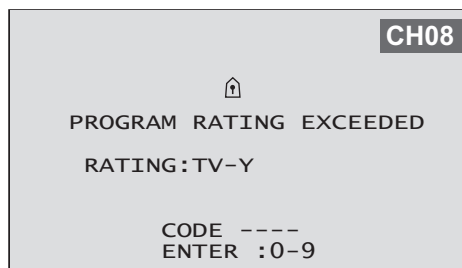 CH08
PROGRAM RATING EXCEEDED
RATING:TV-Y
CODE ----
ENTER :0-9